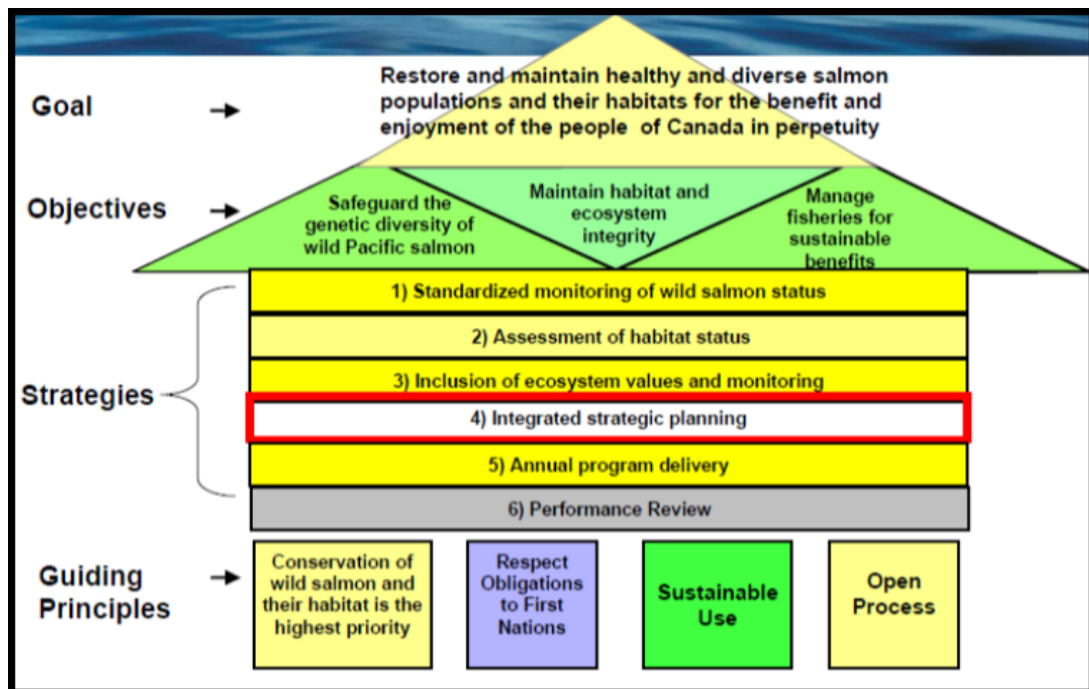 Goal
Restore and maintain healthy and diverse salmon
populations and their habitats for the benefit and
enjoyment of the people of Canada in perpetuity
Objectives
Safeguard the
genetic diversity of
wild Pacific salmon
Maintain habitat and
ecosystem
integrity
Manage
fisheries for
sustainable
benefits
Strategies
1) Standardized monitoring of wild salmon status
2) Assessment of habitat status
3) Inclusion of ecosystem values and monitoring
4) Integrated strategic planning
5) Annual program delivery
6) Performance Review
Guiding
Principles
Conservation of
wild salmon and
their habitat is the
highest priority
Respect
Obligations
to First
Nations
Sustainable
Use
Open
Process